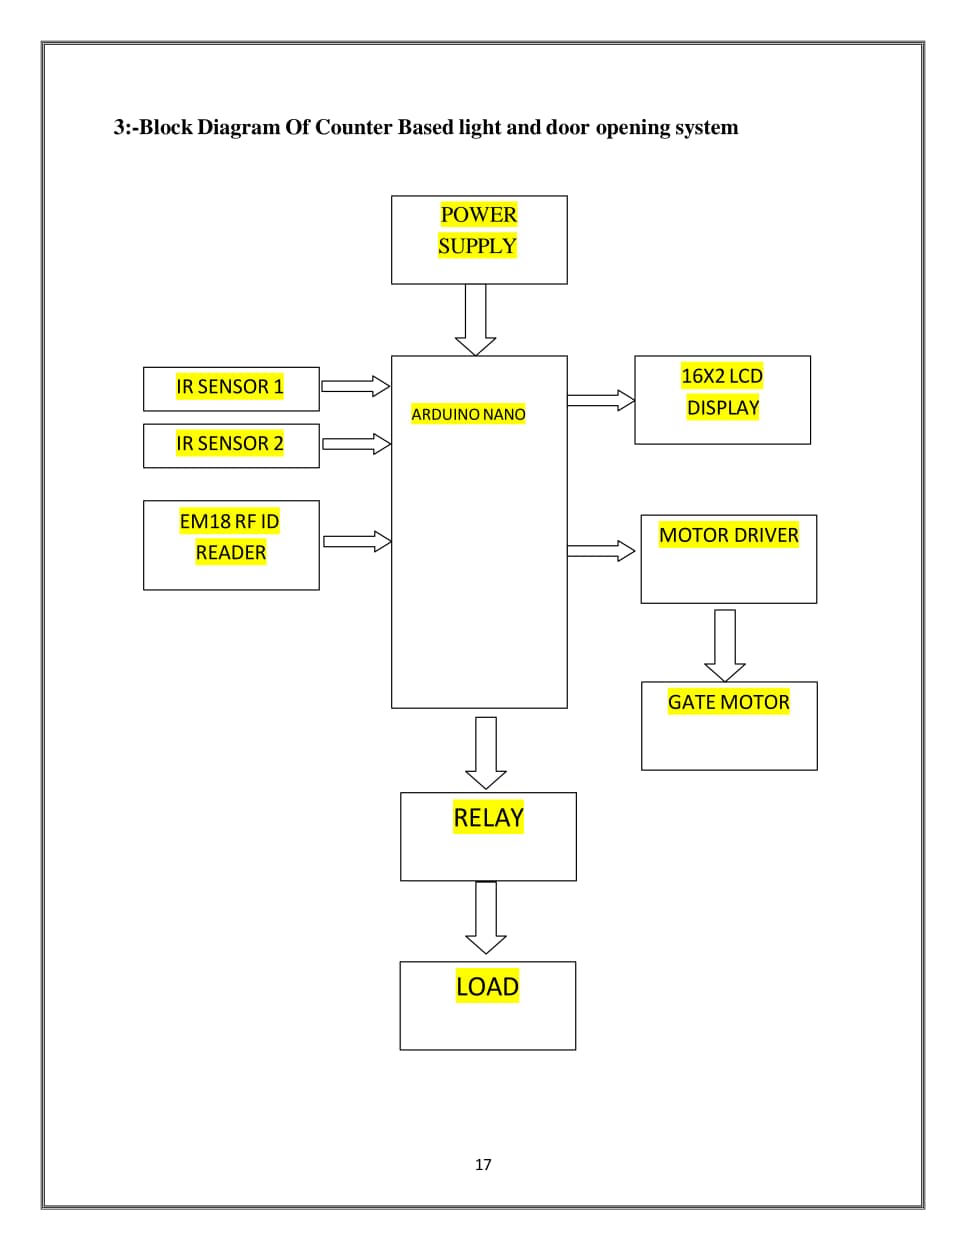 3:-Block Diagram Of Counter Based light and door opening system
POWER
SUPPLY
IR SENSOR 1
IR SENSOR 2
EM18 RF ID
READER
ARDUINO NANO
16X2 LCD
DISPLAY
MOTOR DRIVER
GATE MOTOR
RELAY
LOAD
17